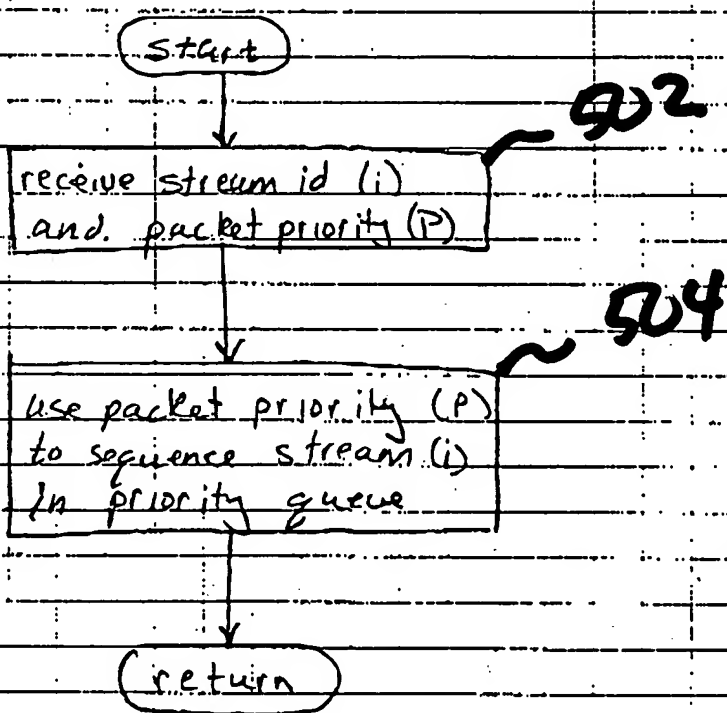 start
502
receive stream id (i)
and. packet priority (P)
504
use packet priority (P)
to sequence stream (i)
in priority queue
return